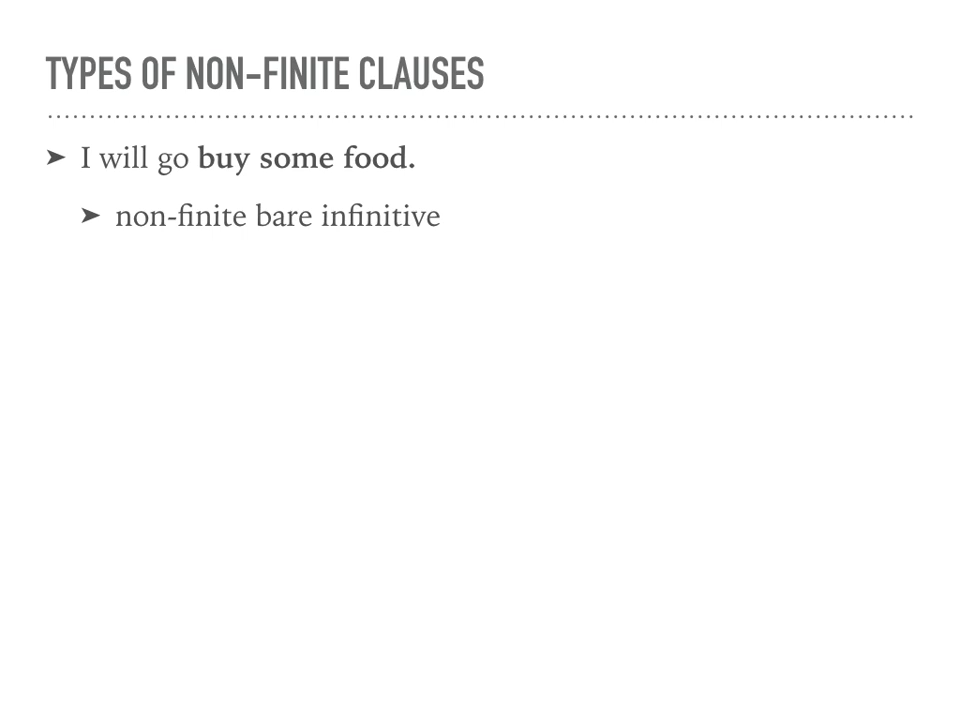 TYPES OF NON-FINITE CLAUSES
➤ I will go buy some food.
➤ non-finite bare infinitive